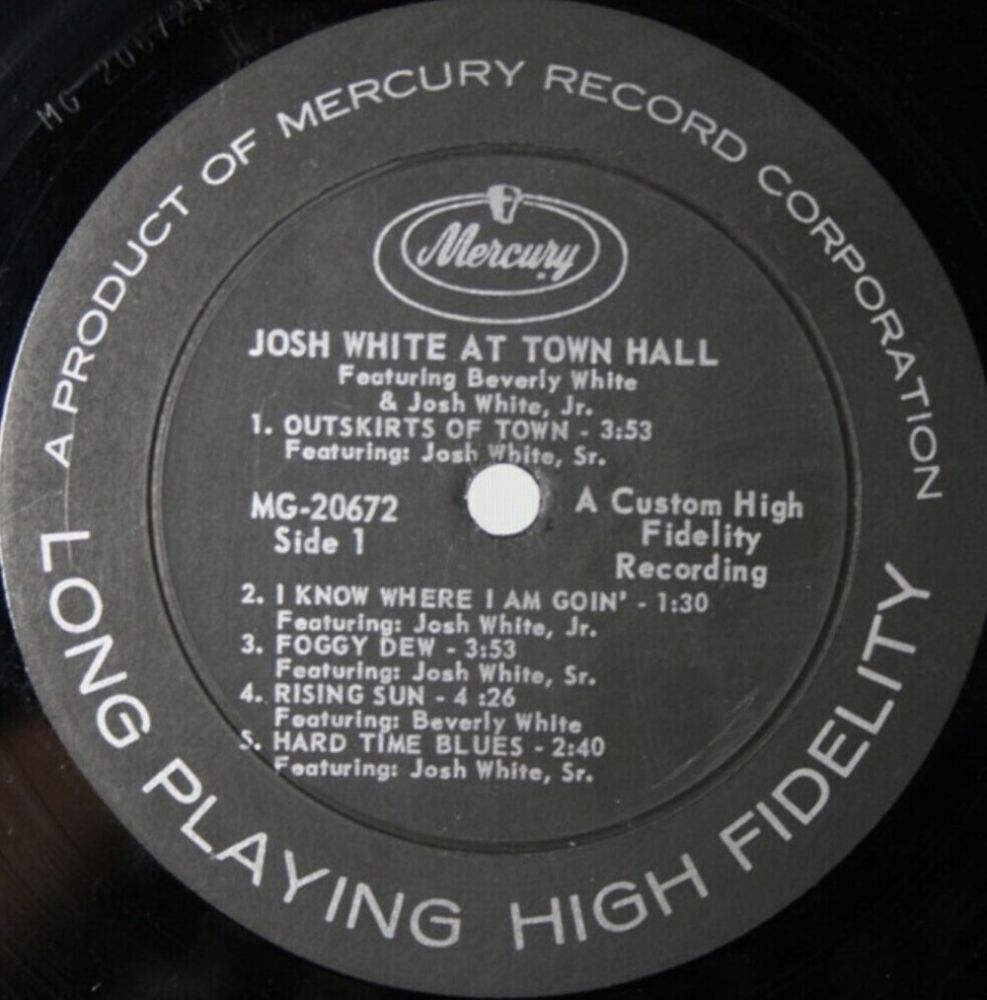 MG 20672
A PRODUCT OF MERCURY RECORD CORPORATION
Mercury
JOSH WHITE AT TOWN HALL
Featuring Beverly White
& Josh White, Jr.
1. OUTSKIRTS OF TOWN - 3:53
Featuring: Josh White, Sr.
MG-20672
Side 1
A Custom High
Fidelity
Recording
2. I KNOW WHERE I AM GOIN' - 1:30
Featuring: Josh White, Jr.
3. FOGGY DEW - 3:53
Featuring: Josh White, Sr.
4. RISING SUN - 4 :26
Featuring: Beverly White
5. HARD TIME BLUES - 2:40
Featuring: Josh White, Sr.
LONG PLAYING HIGH FIDELITY